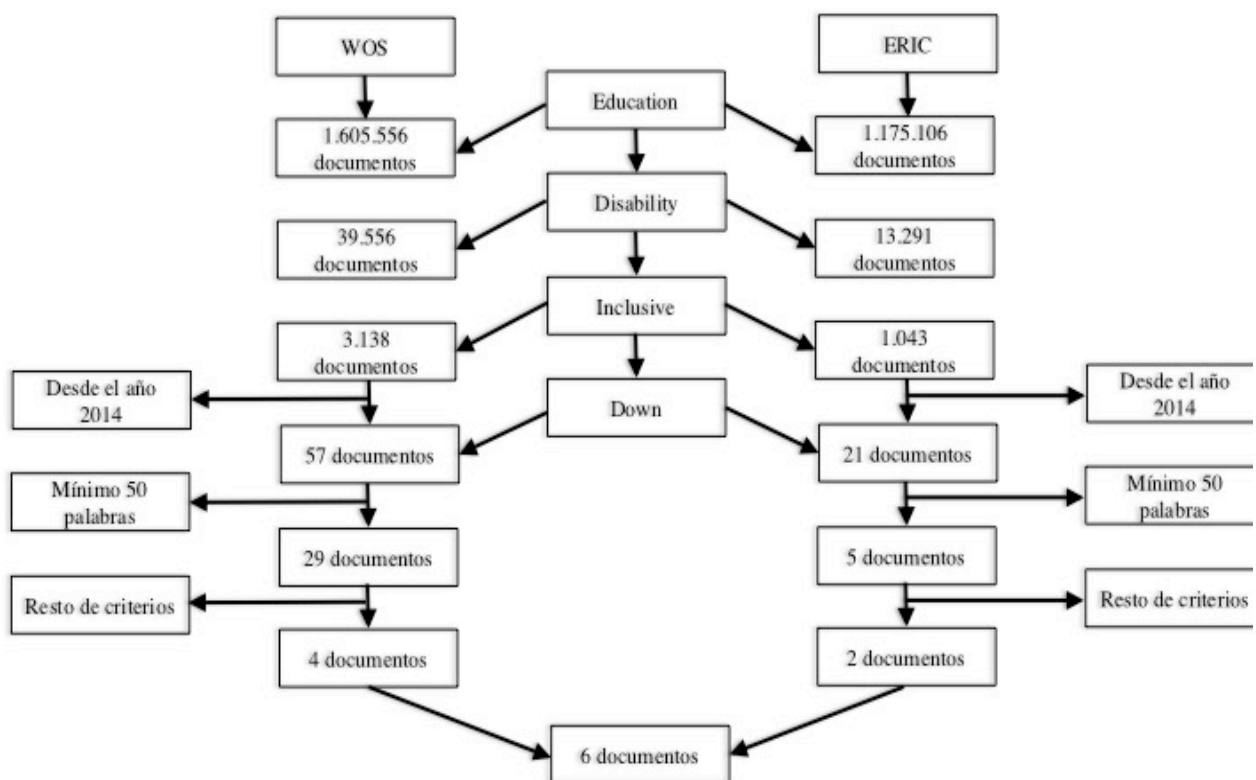 WOS
ERIC
Education
1.605.556
documentos
1.175.106
documentos
Disability
39.556
documentos
13.291
documentos
Inclusive
3.138
documentos
1.043
documentos
Desde el año
2014
Down
Desde el año
2014
57 documentos
21 documentos
Mínimo 50
palabras
Mínimo 50
palabras
29 documentos
5 documentos
Resto de criterios
Resto de criterios
4 documentos
2 documentos
6 documentos